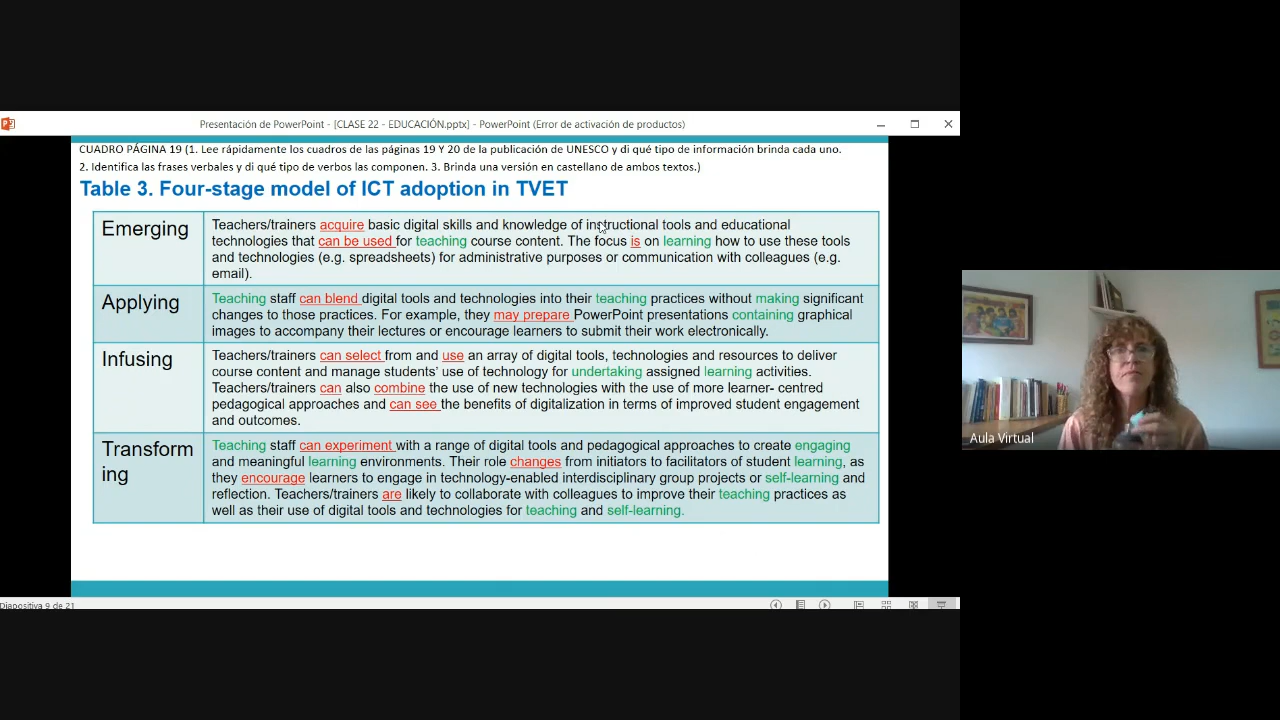 Presentación de PowerPoint - [CLASE 22 - EDUCACIÓN.pptx] - PowerPoint (Error de activación de productos)
CUADRO PÁGINA 19 (1. Lee rápidamente los cuadros de las páginas 19 Y 20 de la publicación de UNESCO y di qué tipo de información brinda cada uno.
2. Identifica las frases verbales y di qué tipo de verbos las componen. 3. Brinda una versión en castellano de ambos textos.)
Table 3. Four-stage model of ICT adoption in TVET
Emerging
Teachers/trainers acquire basic digital skills and knowledge of instructional tools and educational
technologies that can be used for teaching course content. The focus is on learning how to use these tools
and technologies (e.g. spreadsheets) for administrative purposes or communication with colleagues (e.g.
email).
Applying
Teaching staff can blend digital tools and technologies into their teaching practices without making significant
changes to those practices. For example, they may prepare PowerPoint presentations containing graphical
images to accompany their lectures or encourage learners to submit their work electronically.
Infusing
Teachers/trainers can select from and use an array of digital tools, technologies and resources to deliver
course content and manage students' use of technology for undertaking assigned learning activities.
Teachers/trainers can also combine the use of new technologies with the use of more learner- centred
pedagogical approaches and can see the benefits of digitalization in terms of improved student engagement
and outcomes.
Transform
ing
Teaching staff can experiment with a range of digital tools and pedagogical approaches to create engaging
and meaningful learning environments. Their role changes from initiators to facilitators of student learning, as
they encourage learners to engage in technology-enabled interdisciplinary group projects or self-learning and
reflection. Teachers/trainers are likely to collaborate with colleagues to improve their teaching practices as
well as their use of digital tools and technologies for teaching and self-learning.
Diapositiva 9 de 21
Aula Virtual